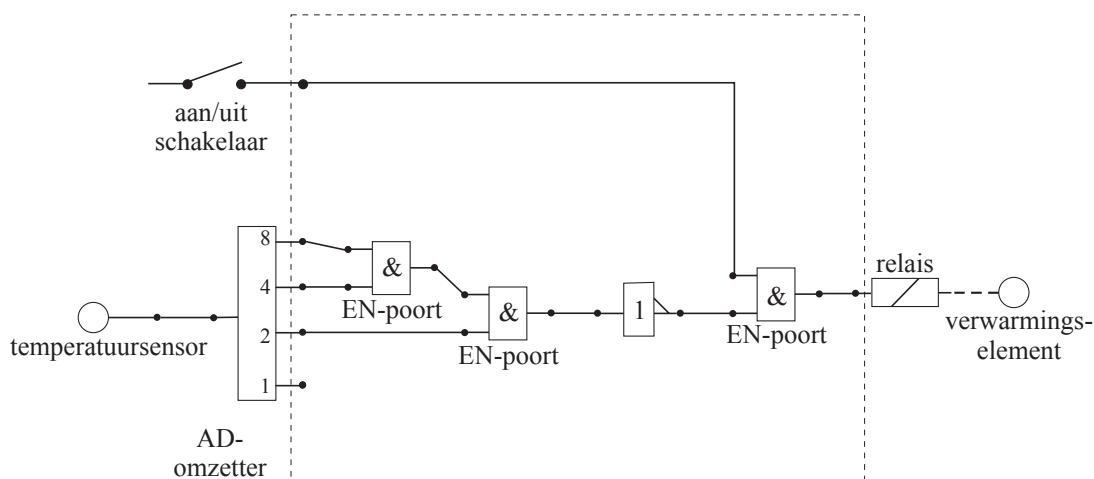 aan/uit
schakelaar
8
4
2
1
temperatuursensor
AD-
omzetter
&
EN-poort
&
EN-poort
1
&
EN-poort
relais
verwarmings-
element